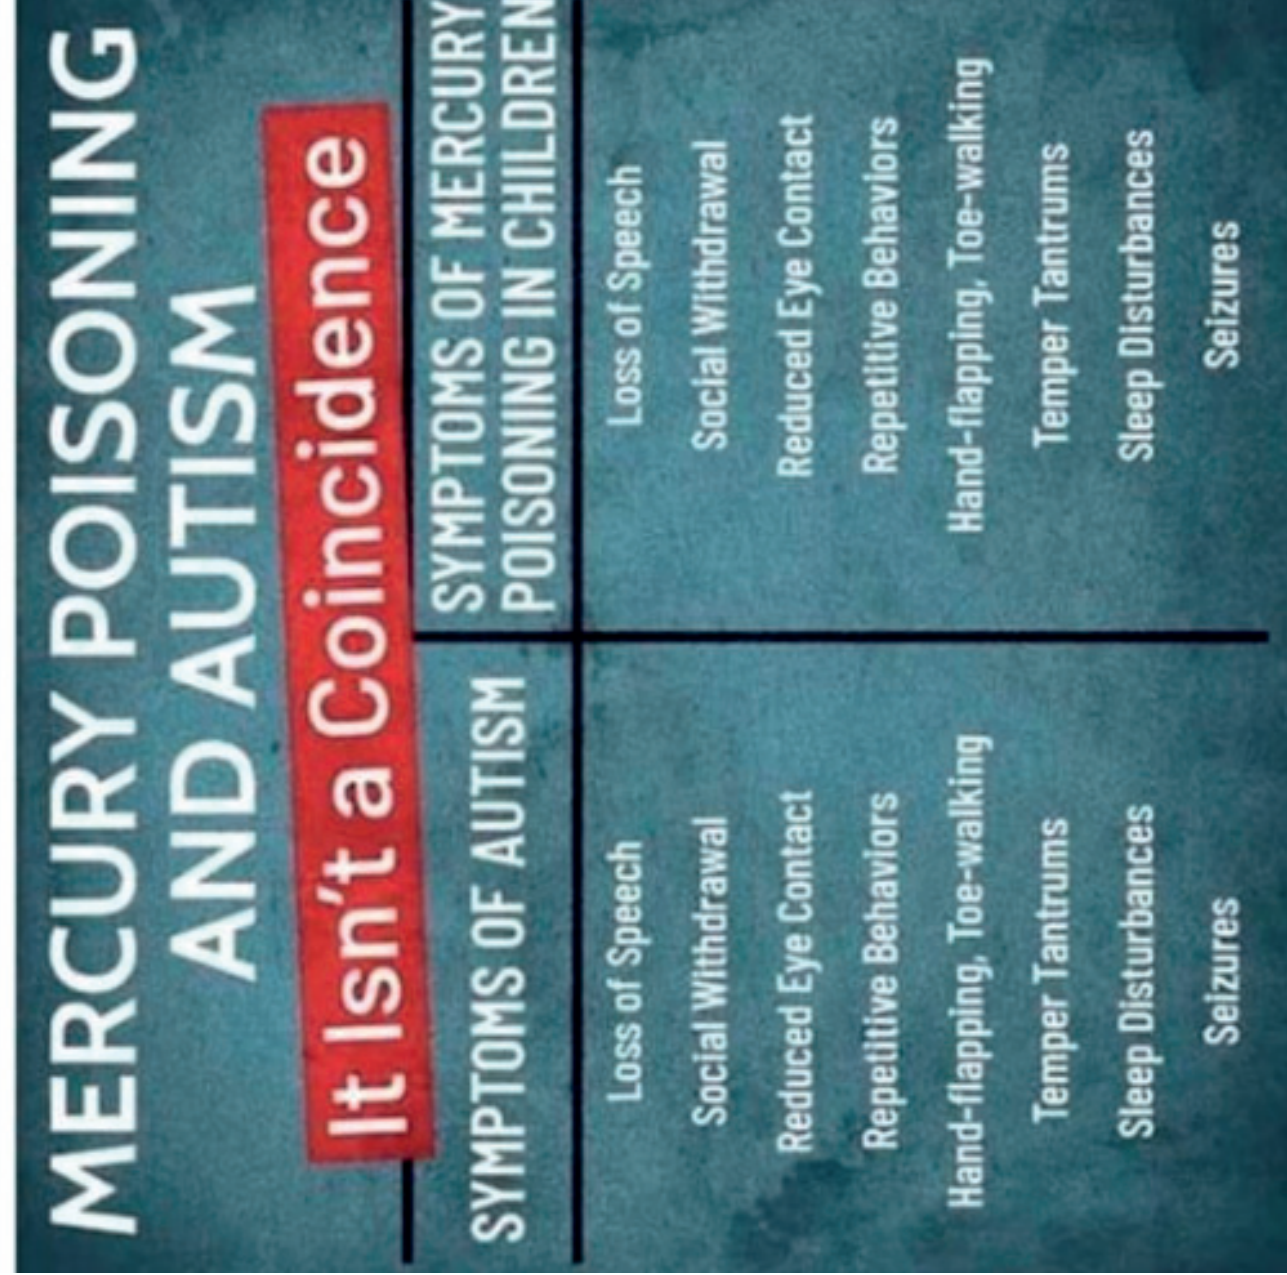 MERCURY POISONING
AND AUTISM
It Isn't a Coincidence
SYMPTOMS OF AUTISM
Loss of Speech
Social Withdrawal
Reduced Eye Contact
Repetitive Behaviors
Hand-flapping, Toe-walking
Temper Tantrums
Sleep Disturbances
Seizures
SYMPTOMS OF MERCURY
POISONING IN CHILDREN
Loss of Speech
Social Withdrawal
Reduced Eye Contact
Repetitive Behaviors
Hand-flapping, Toe-walking
Temper Tantrums
Sleep Disturbances
Seizures